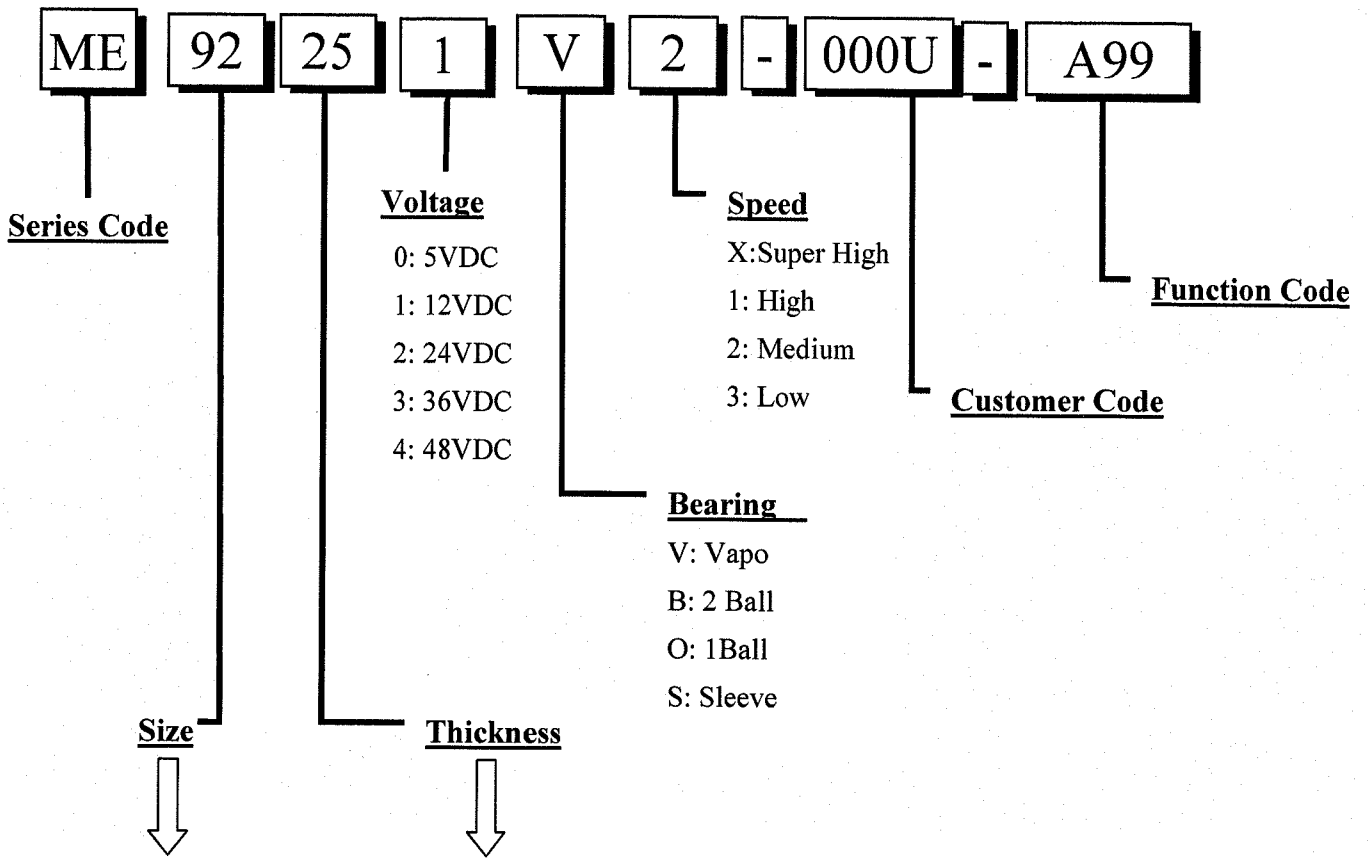 ME 92 25 1 V 2 - 000U - A99
Series Code
Voltage
0: 5VDC
1: 12VDC
2: 24VDC
3: 36VDC
4: 48VDC
Speed
X:Super High
1: High
2: Medium
3: Low
Function Code
Customer Code
Bearing
V: Vapo
B: 2 Ball
O: 1Ball
S: Sleeve
Size
Thickness